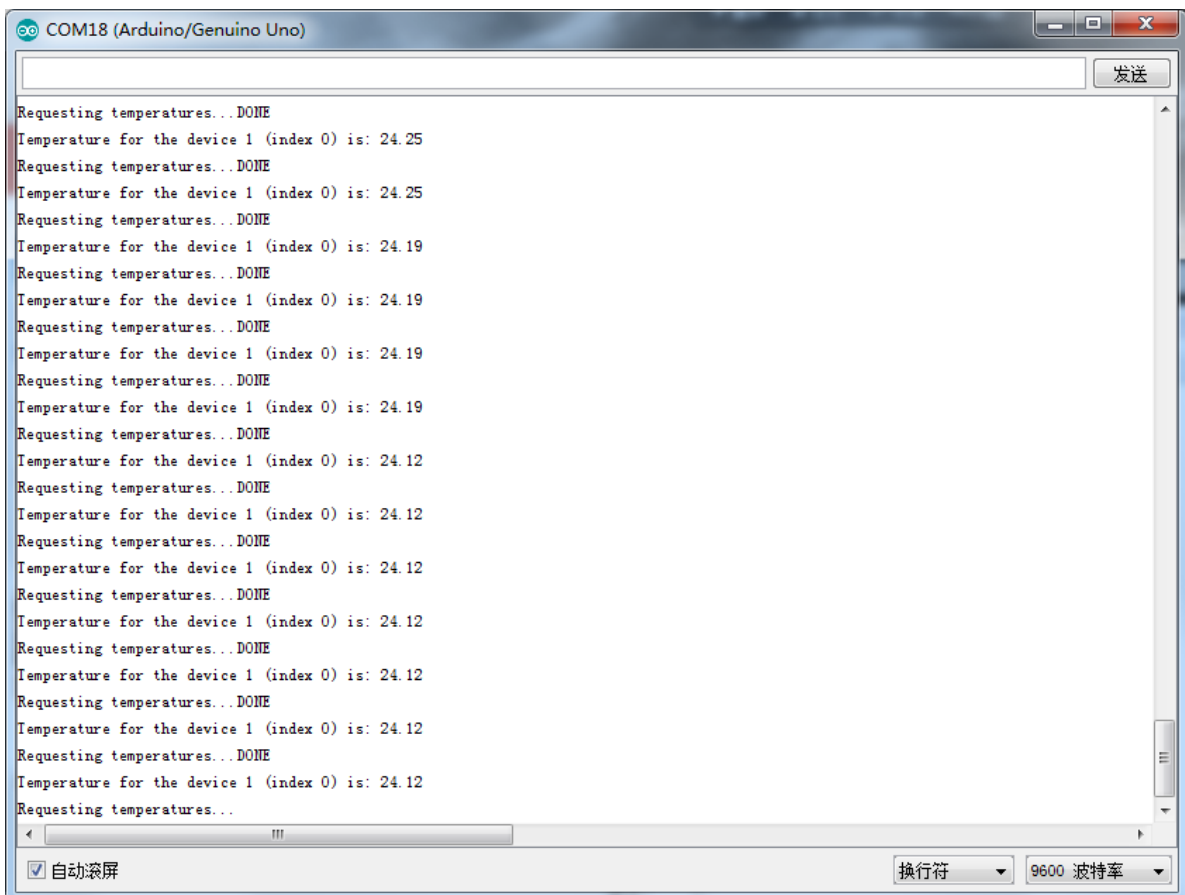 COM18 (Arduino/Genuino Uno)
发送
Requesting temperatures...DONE
Temperature for the device 1 (index 0) is: 24.25
Requesting temperatures...DONE
Temperature for the device 1 (index 0) is: 24.25
Requesting temperatures...DONE
Temperature for the device 1 (index 0) is: 24.19
Requesting temperatures...DONE
Temperature for the device 1 (index 0) is: 24.19
Requesting temperatures...DONE
Temperature for the device 1 (index 0) is: 24.19
Requesting temperatures...DONE
Temperature for the device 1 (index 0) is: 24.19
Requesting temperatures...DONE
Temperature for the device 1 (index 0) is: 24.12
Requesting temperatures...DONE
Temperature for the device 1 (index 0) is: 24.12
Requesting temperatures...DONE
Temperature for the device 1 (index 0) is: 24.12
Requesting temperatures...DONE
Temperature for the device 1 (index 0) is: 24.12
Requesting temperatures...DONE
Temperature for the device 1 (index 0) is: 24.12
Requesting temperatures...DONE
Temperature for the device 1 (index 0) is: 24.12
Requesting temperatures...DONE
Temperature for the device 1 (index 0) is: 24.12
Requesting temperatures...
自动滚屏 换行符 9600 波特率